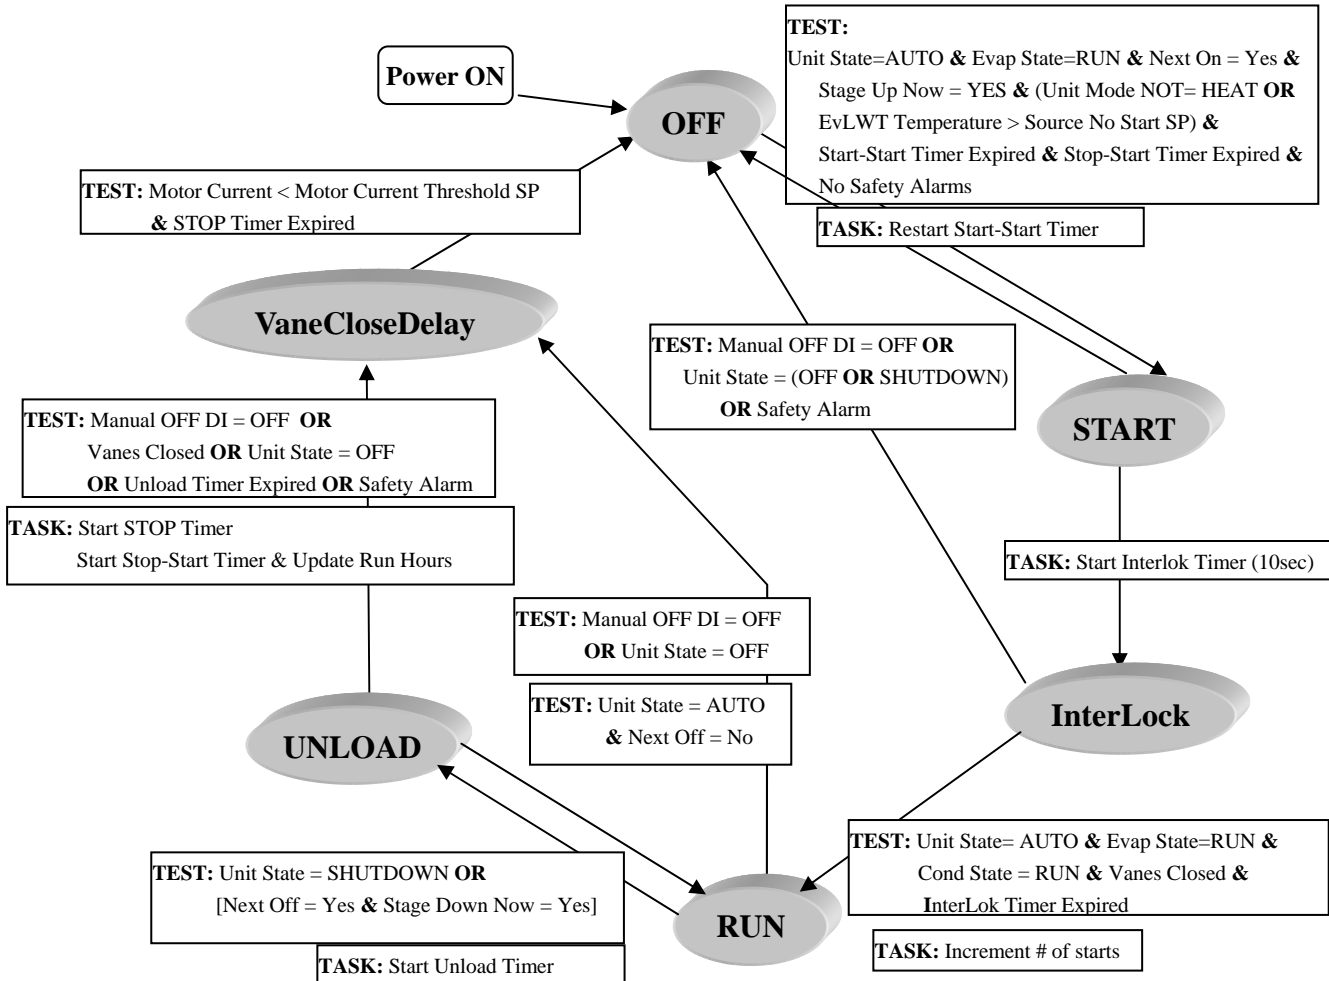 Power ON
OFF
TEST:
Unit State=AUTO & Evap State=RUN & Next On = Yes &
Stage Up Now = YES & (Unit Mode NOT= HEAT OR
EvLWT Temperature > Source No Start SP) &
Start-Start Timer Expired & Stop-Start Timer Expired &
No Safety Alarms
TASK: Restart Start-Start Timer
TEST: Motor Current < Motor Current Threshold SP
& STOP Timer Expired
VaneCloseDelay
TEST: Manual OFF DI = OFF OR
Unit State = (OFF OR SHUTDOWN)
OR Safety Alarm
START
TEST: Manual OFF DI = OFF OR
Vanes Closed OR Unit State = OFF
OR Unload Timer Expired OR Safety Alarm
TASK: Start STOP Timer
Start Stop-Start Timer & Update Run Hours
TASK: Start Interlok Timer (10sec)
TEST: Manual OFF DI = OFF
OR Unit State = OFF
TEST: Unit State = AUTO
& Next Off = No
InterLock
UNLOAD
TEST: Unit State= AUTO & Evap State=RUN &
Cond State = RUN & Vanes Closed &
InterLok Timer Expired
TASK: Increment # of starts
TEST: Unit State = SHUTDOWN OR
[Next Off = Yes & Stage Down Now = Yes]
TASK: Start Unload Timer
RUN